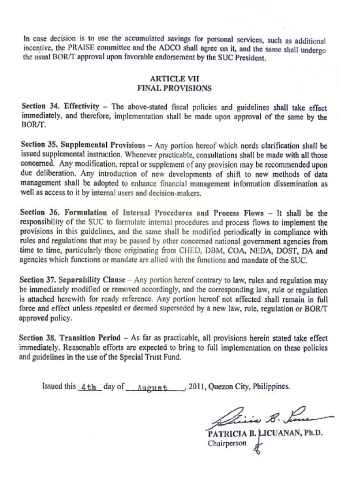 In case decision is to use the accumulated savings for personal services, such as additional
incentive, the PRAISE committee and the ADCO shall agree on it, and the same shall undergo
the usual BOR/T approval upon favorable endorsement by the SUC President.
ARTICLE VII
FINAL PROVISIONS
Section 34. Effectivity – The above-stated fiscal policies and guidelines shall take effect
immediately, and therefore, implementation shall be made upon approval of the same by the
BOR/T.
Section 35. Supplemental Provisions – Any portion hereof which needs clarification shall be
issued supplemental instruction. Whenever practicable, consultations shall be made with all those
concerned. Any modification, repeal or supplement of any provision may be recommended upon
due deliberation. Any introduction of new developments of shift to new methods of data
management shall be adopted to enhance financial management information dissemination as
well as access to it by internal users and decision-makers.
Section 36. Formulation of Internal Procedures and Process Flows – It shall be the
responsibility of the SUC to formulate internal procedures and process flows to implement the
provisions in this guidelines, and the same shall be modified periodically in compliance with
rules and regulations that may be passed by other concerned national government agencies from
time to time, particularly those originating from CHED, DBM, COA, NEDA, DOST, DA and
agencies which functions or mandate are allied with the functions and mandate of the SUC.
Section 37. Separability Clause – Any portion hereof contrary to law, rules and regulation may
be immediately modified or removed accordingly, and the corresponding law, rule or regulation
is attached herewith for ready reference. Any portion hereof not affected shall remain in full
force and effect unless repealed or deemed superseded by a new law, rule, regulation or BOR/T
approved policy.
Section 38. Transition Period – As far as practicable, all provisions herein stated take effect
immediately. Reasonable efforts are expected to bring to full implementation on these policies
and guidelines in the use of the Special Trust Fund.
Issued this 4th day of August, 2011, Quezon City, Philippines.
PATRICIA B. LICUANAN, Ph.D.
Chairperson